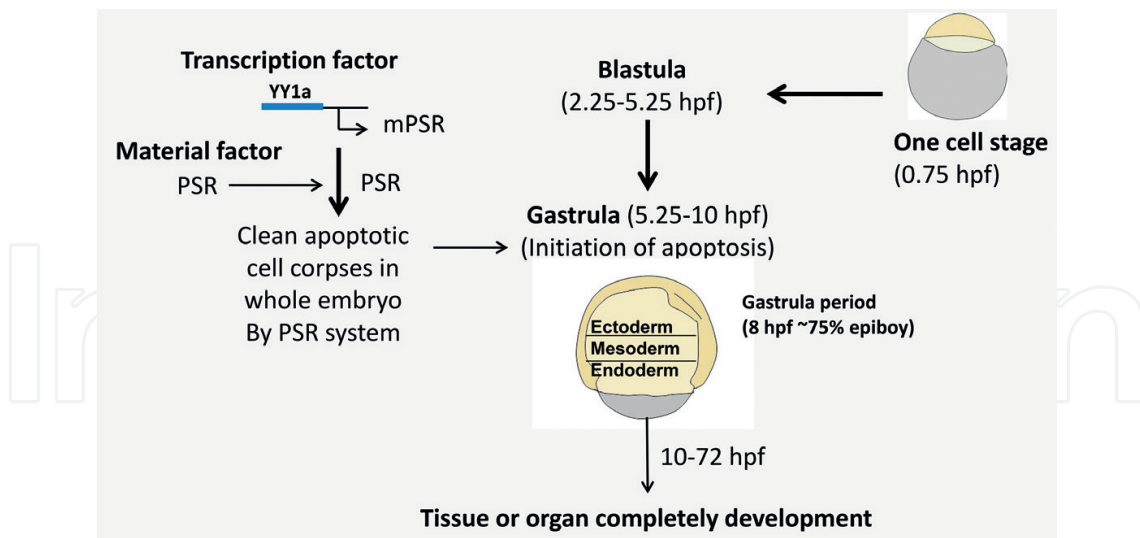 Transcription factor
YY1a
mPSR
Material factor
PSR
PSR
Clean apoptotic
cell corpses in
whole embryo
By PSR system
Blastula
(2.25-5.25 hpf)
One cell stage
(0.75 hpf)
Gastrula (5.25-10 hpf)
(Initiation of apoptosis)
Gastrula period
(8 hpf ~75% epiboy)
Ectoderm
Mesoderm
Endoderm
10-72 hpf
Tissue or organ completely development